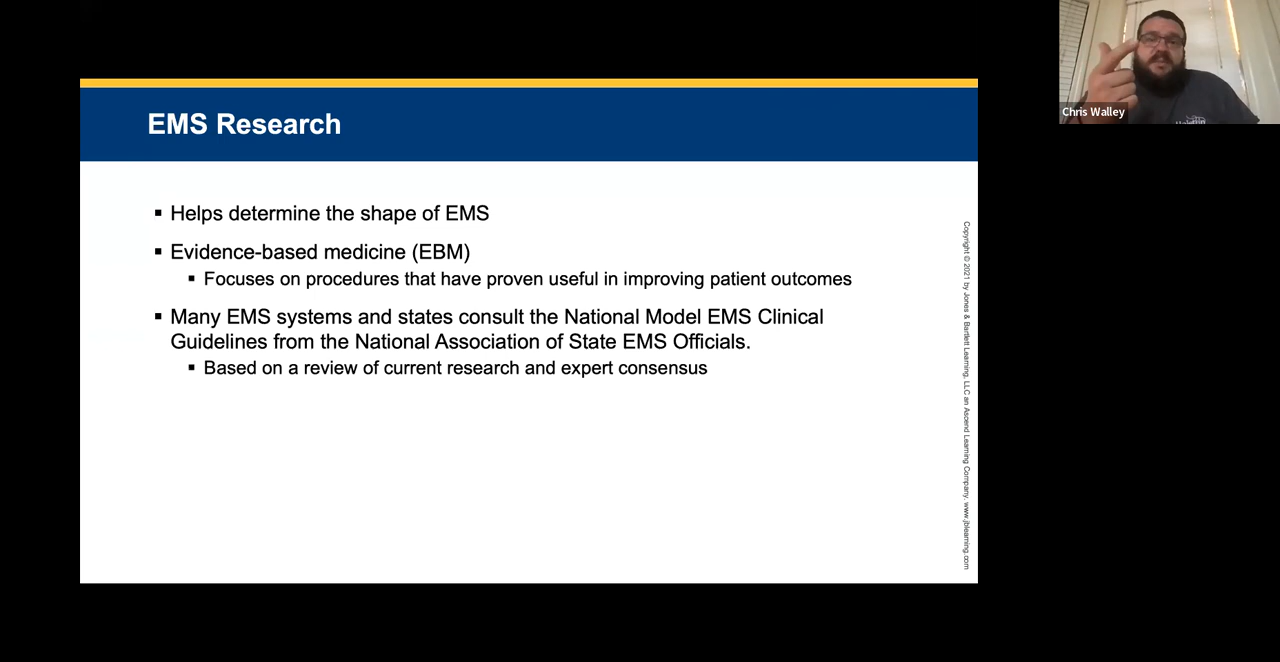 EMS Research
Helps determine the shape of EMS
Evidence-based medicine (EBM)
Focuses on procedures that have proven useful in improving patient outcomes
Many EMS systems and states consult the National Model EMS Clinical
Guidelines from the National Association of State EMS Officials.
Based on a review of current research and expert consensus
Copyright © 2021 by Jones & Bartlett Learning, LLC an Ascend Learning Company. www.jblearning.com
Chris Walley